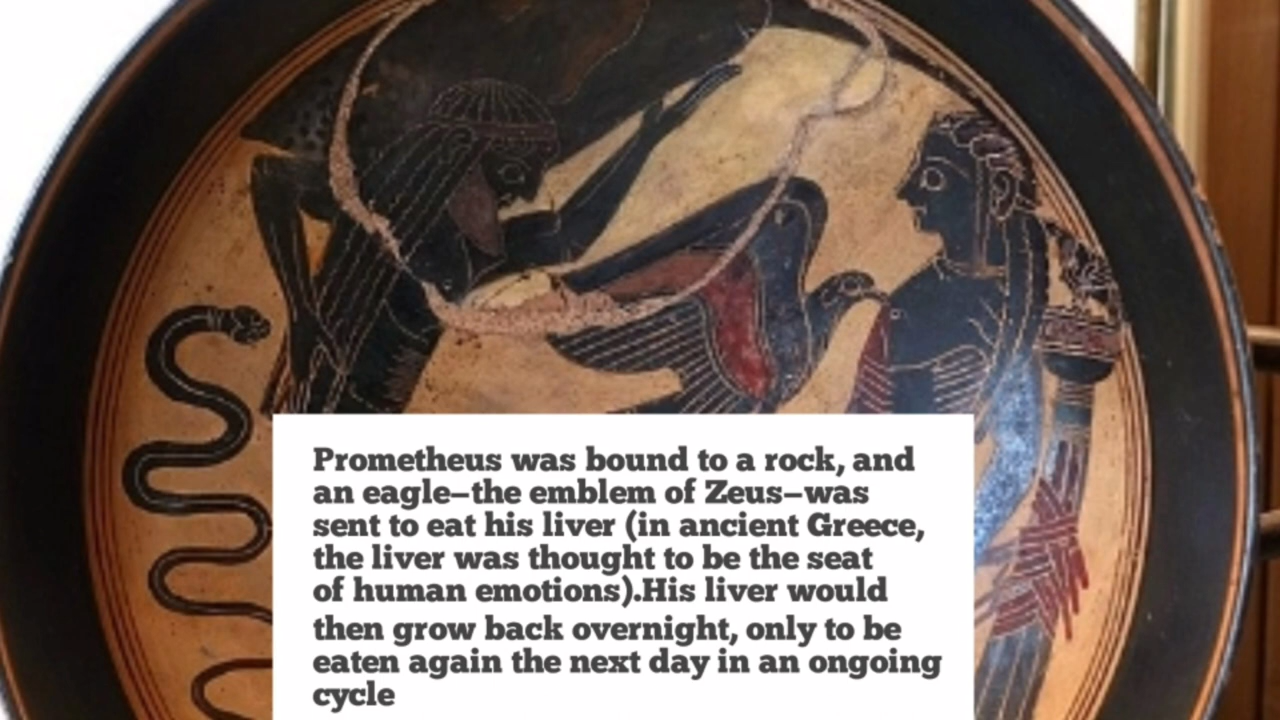 Prometheus was bound to a rock, and
an eagle—the emblem of Zeus—was
sent to eat his liver (in ancient Greece,
the liver was thought to be the seat
of human emotions).His liver would
then grow back overnight, only to be
eaten again the next day in an ongoing
cycle